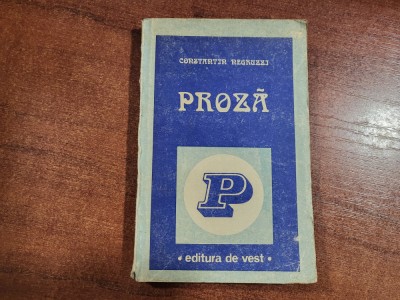 CONSTANTIN NEGRUZZI
PROZĂ
P
• editura de vest •